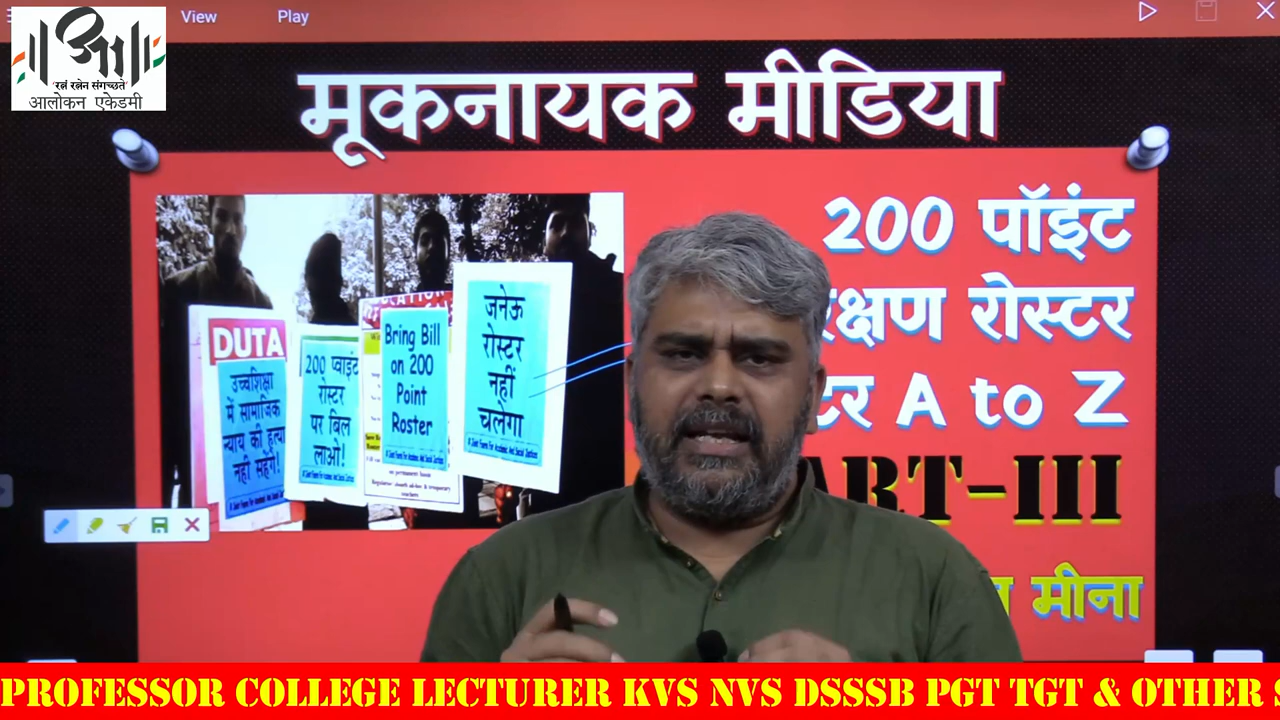 View Play
'रत्नं रत्नेन संगच्छते'
आलोकन एकेडमी
मूकनायक मीडिया
200 पॉइंट
रक्षण रोस्टर
टर A to Z
ART-III
मीना
DUTA
उच्चशिक्षा
में सामाजिक
न्याय की हत्या
नहीं सहेंगे!
200 प्वाइंट
रोस्टर
पर बिल
लाओ!
Bring Bill
on 200
Point
Roster
जनेऊ
रोस्टर
नहीं
चलेगा
PROFESSOR COLLEGE LECTURER KVS NVS DSSSB PGT TGT & OTHER